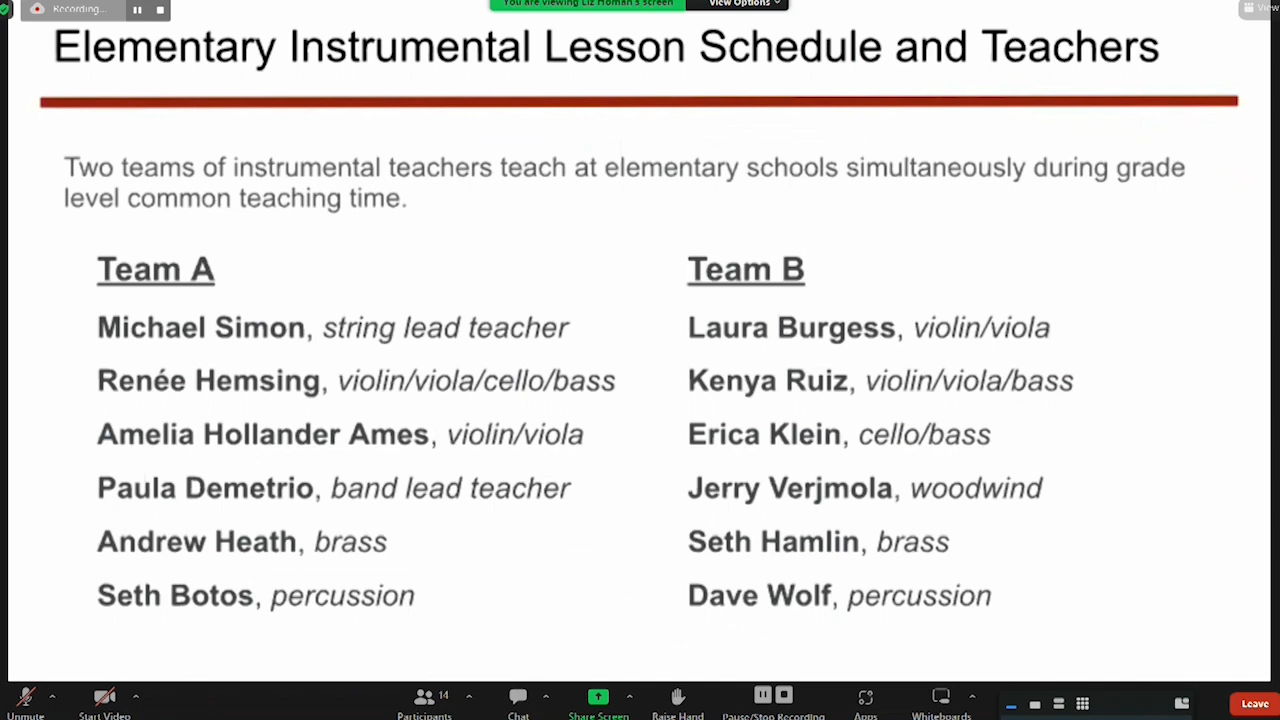 Recording...
You are viewing Liz Homan's screen
View Options
View
Elementary Instrumental Lesson Schedule and Teachers
Two teams of instrumental teachers teach at elementary schools simultaneously during grade
level common teaching time.
Team A
Michael Simon, string lead teacher
Renée Hemsing, violin/viola/cello/bass
Amelia Hollander Ames, violin/viola
Paula Demetrio, band lead teacher
Andrew Heath, brass
Seth Botos, percussion
Team B
Laura Burgess, violin/viola
Kenya Ruiz, violin/viola/bass
Erica Klein, cello/bass
Jerry Verjmola, woodwind
Seth Hamlin, brass
Dave Wolf, percussion
Unmute
Start Video
14
Participants
Chat
Share Screen
Raise Hand
Pause/Stop Recording
Apps
Whiteboards
Leave